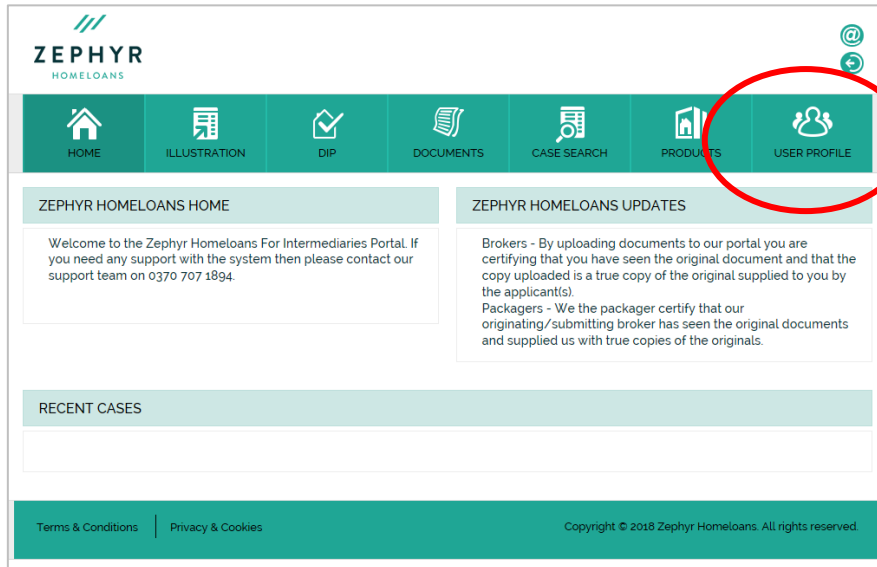 ZEPHYR
HOMELOANS
@
HOME
ILLUSTRATION
DIP
DOCUMENTS
CASE SEARCH
PRODUCTS
USER PROFILE
ZEPHYR HOMELOANS HOME
Welcome to the Zephyr Homeloans For Intermediaries Portal. If
you need any support with the system then please contact our
support team on 0370 707 1894.
ZEPHYR HOMELOANS UPDATES
Brokers - By uploading documents to our portal you are
certifying that you have seen the original document and that the
copy uploaded is a true copy of the original supplied to you by
the applicant(s).
Packagers - We the packager certify that our
originating/submitting broker has seen the original documents
and supplied us with true copies of the originals.
RECENT CASES
Terms & Conditions
Privacy & Cookies
Copyright © 2018 Zephyr Homeloans. All rights reserved.